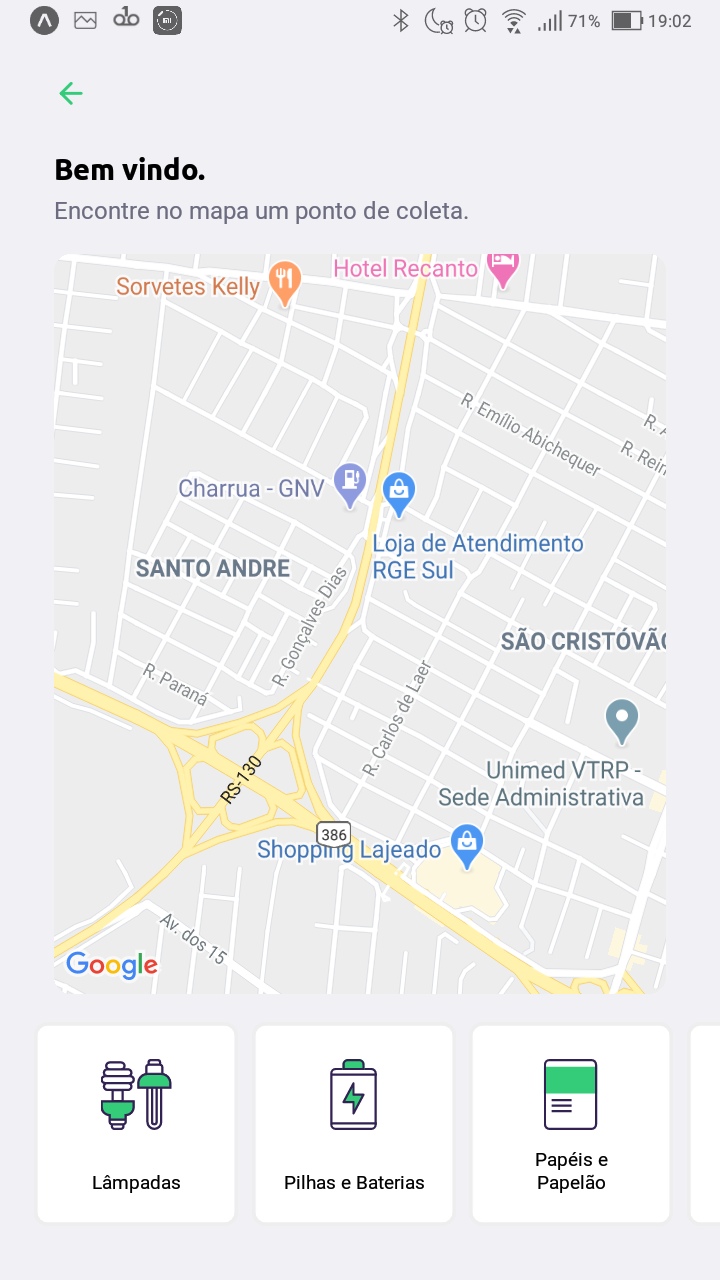 71% 19:02
Bem vindo.
Encontre no mapa um ponto de coleta.
Hotel Recanto
Sorvetes Kelly
R. Emílio Abichequer
Charrua - GNV
Loja de Atendimento
RGE Sul
SANTO ANDRE
R. Gonçalves Dias
SÃO CRISTÓVÃO
R. Paraná
R. Carlos de Laer
RS-130
Unimed VTRP -
Sede Administrativa
386
Shopping Lajeado
Av. dos 15
Google
Lâmpadas
Pilhas e Baterias
Papéis e
Papelão